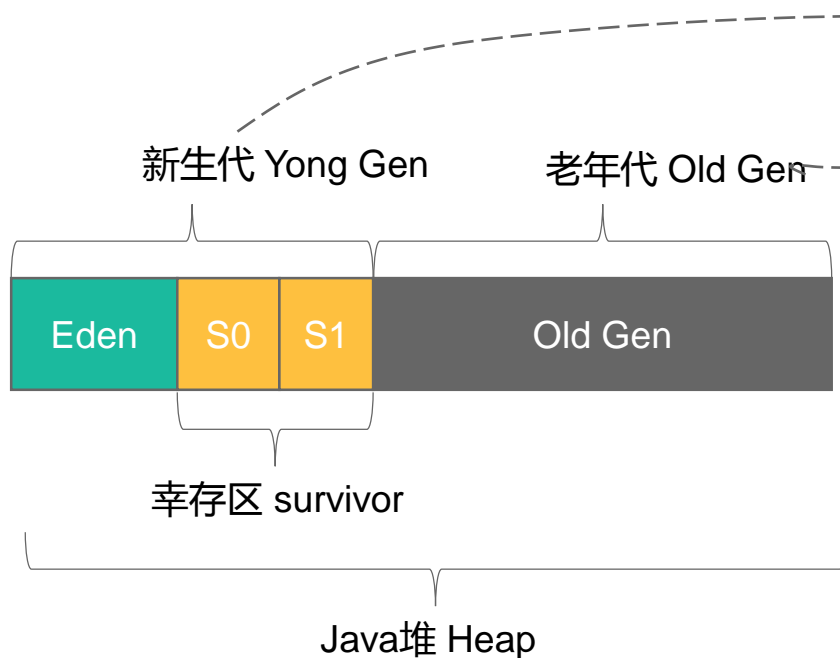 新生代 Yong Gen
老年代 Old Gen
Eden
S0
S1
Old Gen
幸存区 survivor
Java堆 Heap